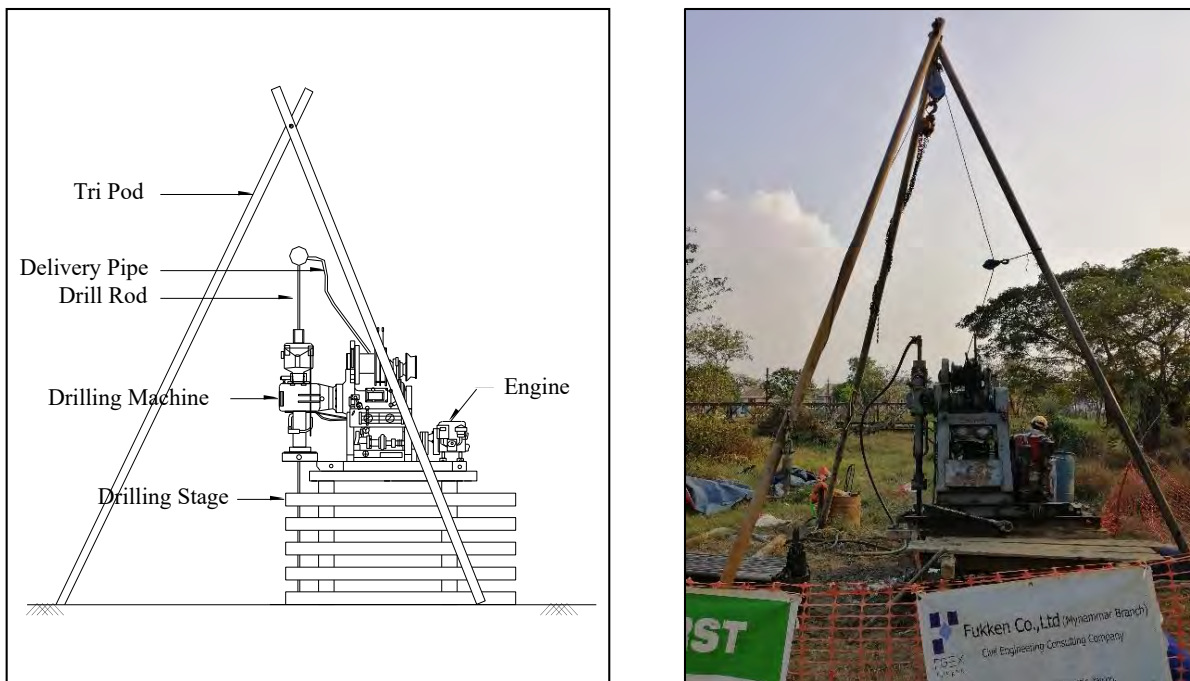 Tri Pod
Delivery Pipe
Drill Rod
Drilling Machine
Engine
Drilling Stage
RST
Fukken Co.,Ltd (Mynammar Branch)
Civil Engineering Consulting Company